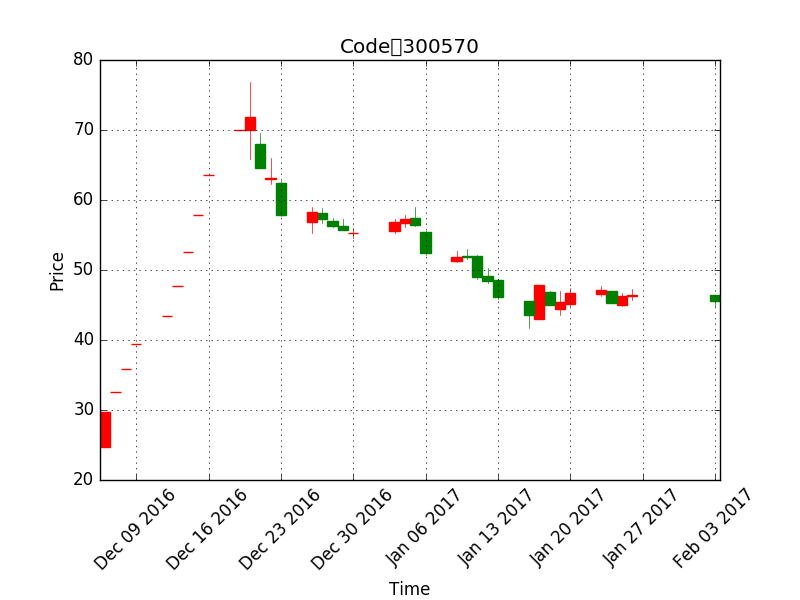 Code▯300570
Price
80
70
60
50
40
30
20
Dec 09 2016
Dec 16 2016
Dec 23 2016
Dec 30 2016
Jan 06 2017
Jan 13 2017
Jan 20 2017
Jan 27 2017
Feb 03 2017
Time